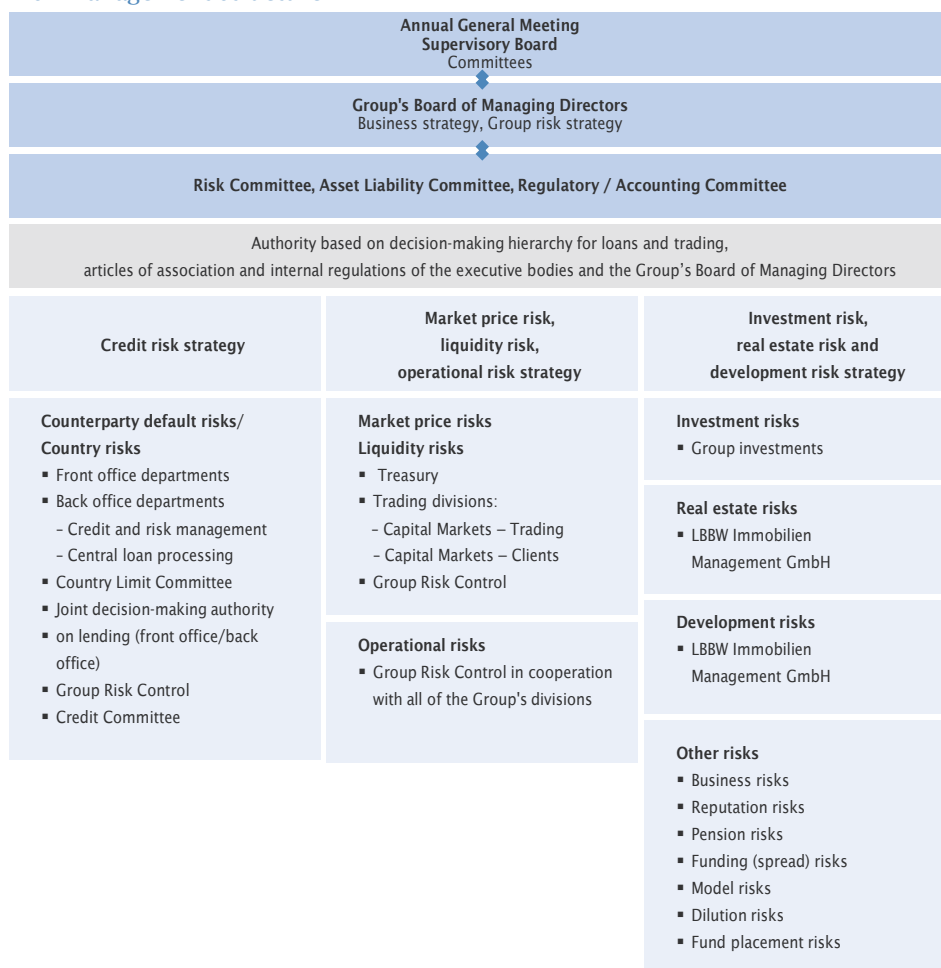 Annual General Meeting
Supervisory Board
Committees
Group's Board of Managing Directors
Business strategy, Group risk strategy
Risk Committee, Asset Liability Committee, Regulatory / Accounting Committee
Authority based on decision-making hierarchy for loans and trading,
articles of association and internal regulations of the executive bodies and the Group's Board of Managing Directors
Credit risk strategy
Market price risk,
liquidity risk,
operational risk strategy
Investment risk,
real estate risk and
development risk strategy
Counterparty default risks/
Country risks
▪ Front office departments
▪ Back office departments
– Credit and risk management
– Central loan processing
▪ Country Limit Committee
▪ Joint decision-making authority
▪ on lending (front office/back
office)
▪ Group Risk Control
▪ Credit Committee
Market price risks
Liquidity risks
▪ Treasury
▪ Trading divisions:
– Capital Markets – Trading
– Capital Markets – Clients
▪ Group Risk Control
Operational risks
▪ Group Risk Control in cooperation
with all of the Group's divisions
Investment risks
▪ Group investments
Real estate risks
▪ LBBW Immobilien
Management GmbH
Development risks
▪ LBBW Immobilien
Management GmbH
Other risks
▪ Business risks
▪ Reputation risks
▪ Pension risks
▪ Funding (spread) risks
▪ Model risks
▪ Dilution risks
▪ Fund placement risks